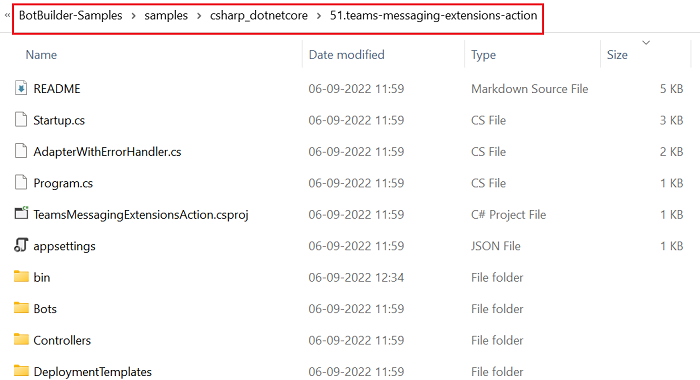 « BotBuilder-Samples > samples > csharp_dotnetcore > 51.teams-messaging-extensions-action
Name Date modified Type Size
README 06-09-2022 11:59 Markdown Source File 5 KB
Startup.cs 06-09-2022 11:59 CS File 3 KB
AdapterWithErrorHandler.cs 06-09-2022 11:59 CS File 2 KB
Program.cs 06-09-2022 11:59 CS File 1 KB
TeamsMessagingExtensionsAction.csproj 06-09-2022 11:59 C# Project File 1 KB
appsettings 06-09-2022 11:59 JSON File 1 KB
bin 06-09-2022 12:34 File folder
Bots 06-09-2022 11:59 File folder
Controllers 06-09-2022 11:59 File folder
DeploymentTemplates 06-09-2022 11:59 File folder